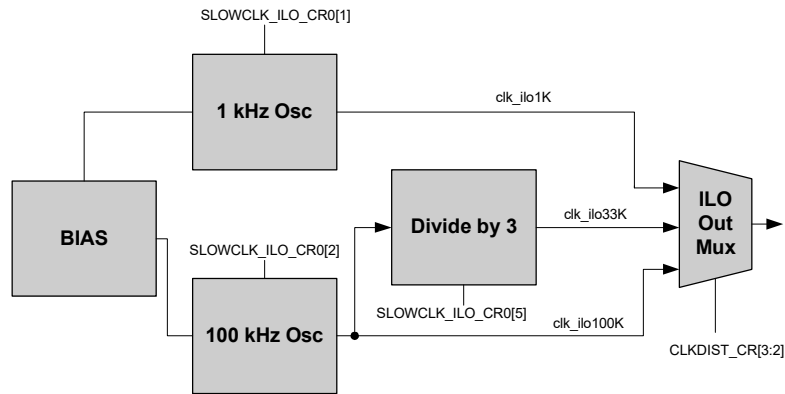 SLOWCLK_ILO_CR0[1]
1 kHz Osc
clk_ilo1K
BIAS
SLOWCLK_ILO_CR0[2]
100 kHz Osc
Divide by 3
SLOWCLK_ILO_CR0[5]
clk_ilo33K
clk_ilo100K
ILO
Out
Mux
CLKDIST_CR[3:2]